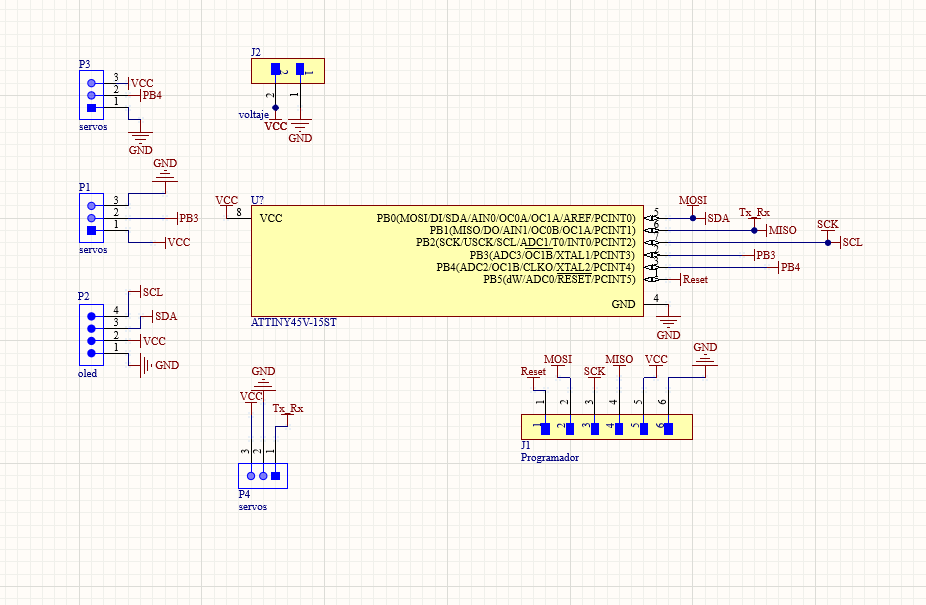 J2
P3
3 VCC
2 PB4
1
servos
GND
2 1
2 1
voltaje
VCC
GND
GND
P1
3
2 PB3
1 VCC
servos
VCC
8
U?
VCC
PB0(MOSI/DI/SDA/AIN0/OC0A/OC1A/AREF/PCINT0) 5
PB1(MISO/DO/AIN1/OC0B/OC1A/PCINT1) 6
PB2(SCK/USCK/SCL/ADC1/T0/INT0/PCINT2) 7
PB3(ADC3/OC1B/XTAL1/PCINT3)
PB4(ADC2/OC1B/CLKO/XTAL2/PCINT4)
PB5(dW/ADC0/RESET/PCINT5) 1
GND 4
ATTINY45V-15ST
MOSI
SDA
Tx_Rx
MISO
SCK
SCL
PB3
PB4
Reset
GND
P2
SCL
4
SDA
3
2 VCC
1 GND
oled
GND
VCC
Tx_Rx
3 2 1
P4
servos
GND
MOSI MISO VCC
Reset SCK
1 2 3 4 5 6
1 2 3 4 5 6
J1
Programador